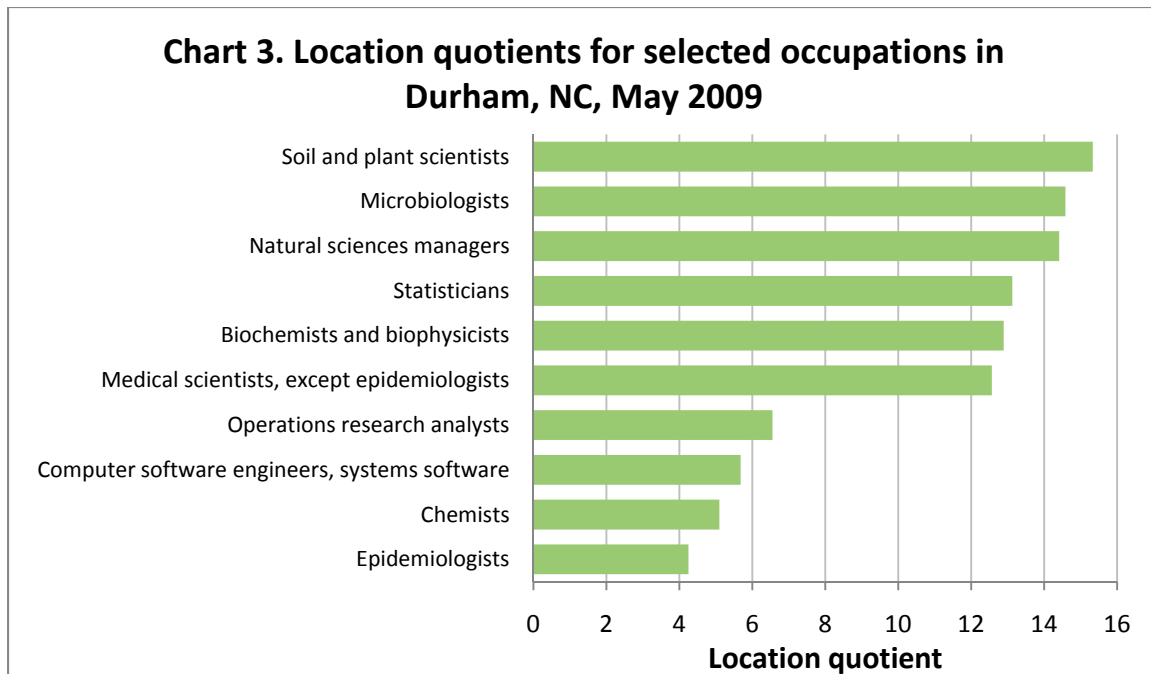 Chart 3. Location quotients for selected occupations in
Durham, NC, May 2009
Soil and plant scientists
Microbiologists
Natural sciences managers
Statisticians
Biochemists and biophysicists
Medical scientists, except epidemiologists
Operations research analysts
Computer software engineers, systems software
Chemists
Epidemiologists
0 2 4 6 8 10 12 14 16
Location quotient